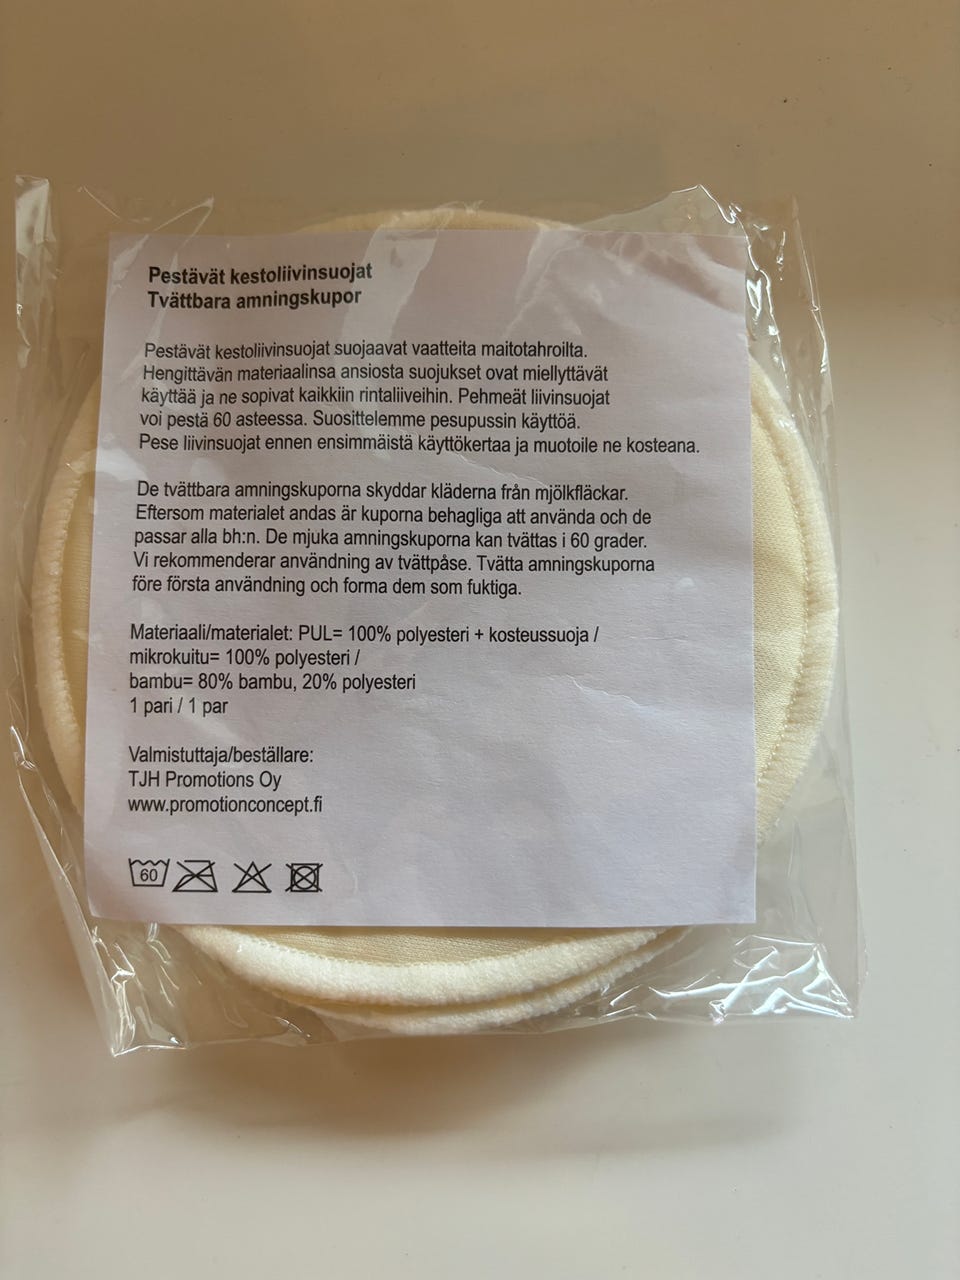 Pestävät kestoliivinsuojat
Tvättbara amningskupor
Pestävät kestoliivinsuojat suojaavat vaatteita maitotahroilta.
Hengittävän materiaalinsa ansiosta suojukset ovat miellyttävät
käyttää ja ne sopivat kaikkiin rintaliiveihin. Pehmeät liivinsuojat
voi pestä 60 asteessa. Suosittelemme pesupussin käyttöä.
Pese liivinsuojat ennen ensimmäistä käyttökertaa ja muotoile ne kosteana.
De tvättbara amningskuporna skyddar kläderna från mjölkfläckar.
Eftersom materialet andas är kuporna behagliga att använda och de
passar alla bh:n. De mjuka amningskuporna kan tvättas i 60 grader.
Vi rekommenderar användning av tvättpåse. Tvätta amningskuporna
före första användning och forma dem som fuktiga.
Materiaali/materialet: PUL= 100% polyesteri + kosteussuoja /
mikrokuitu= 100% polyesteri /
bambu= 80% bambu, 20% polyesteri
1 pari / 1 par
Valmistuttaja/beställare:
TJH Promotions Oy
www.promotionconcept.fi
60